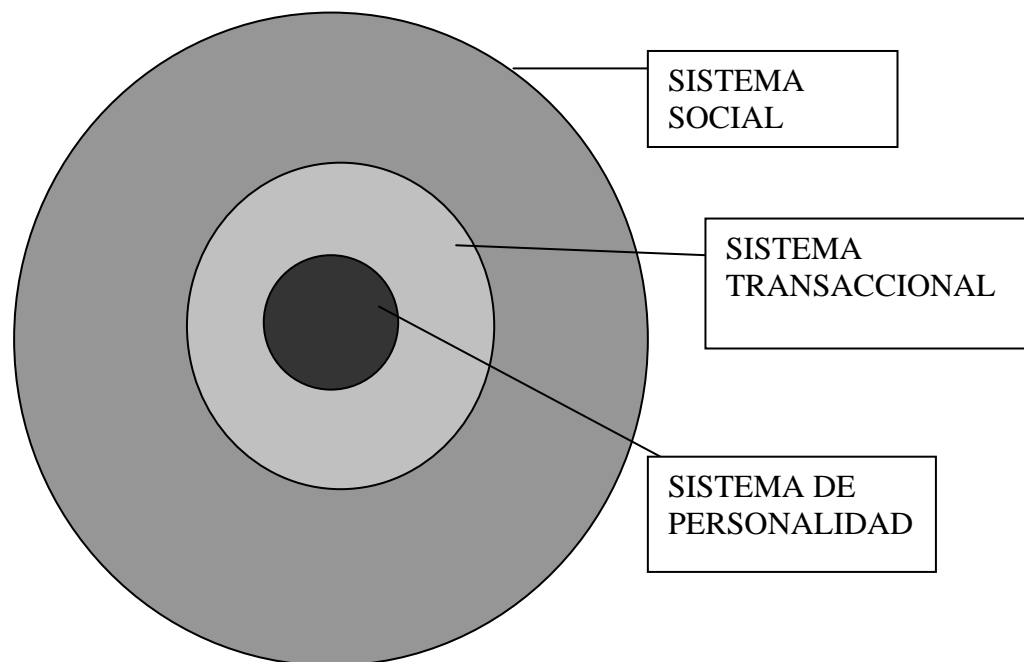 SISTEMA
SOCIAL
SISTEMA
TRANSACCIONAL
SISTEMA DE
PERSONALIDAD